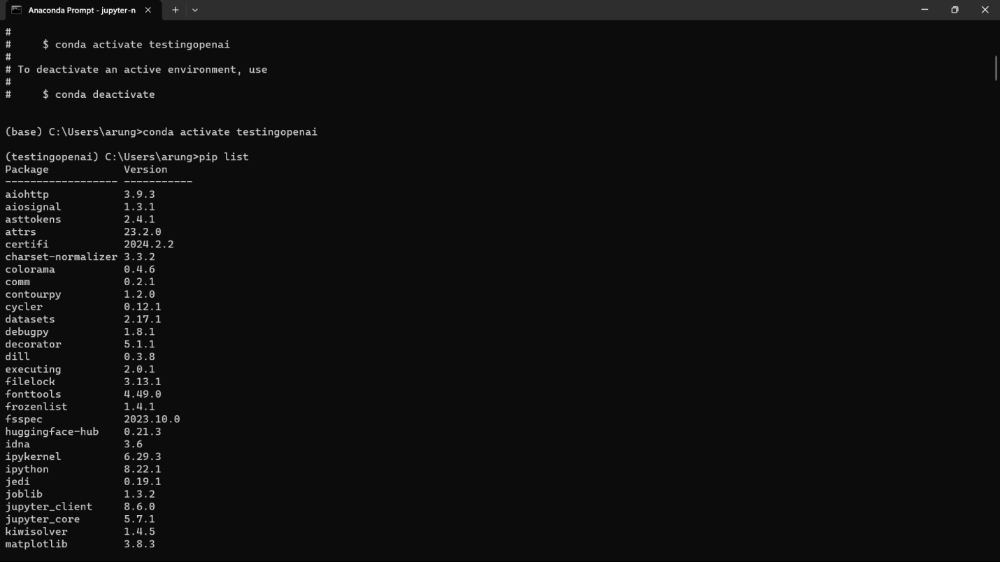 Anaconda Prompt - jupyter-n
#
#      $ conda activate testingopenai
#
# To deactivate an active environment, use
#
#      $ conda deactivate
(base) C:\Users\arung>conda activate testingopenai
(testingopenai) C:\Users\arung>pip list
Package            Version
------------------ -----------
aiohttp            3.9.3
aiosignal          1.3.1
asttokens          2.4.1
attrs              23.2.0
certifi            2024.2.2
charset-normalizer 3.3.2
colorama           0.4.6
comm               0.2.1
contourpy          1.2.0
cycler             0.12.1
datasets           2.17.1
debugpy            1.8.1
decorator          5.1.1
dill               0.3.8
executing          2.0.1
filelock           3.13.1
fonttools          4.49.0
frozenlist         1.4.1
fsspec             2023.10.0
huggingface-hub    0.21.3
idna               3.6
ipykernel          6.29.3
ipython            8.22.1
jedi               0.19.1
joblib             1.3.2
jupyter_client     8.6.0
jupyter_core       5.7.1
kiwisolver         1.4.5
matplotlib         3.8.3